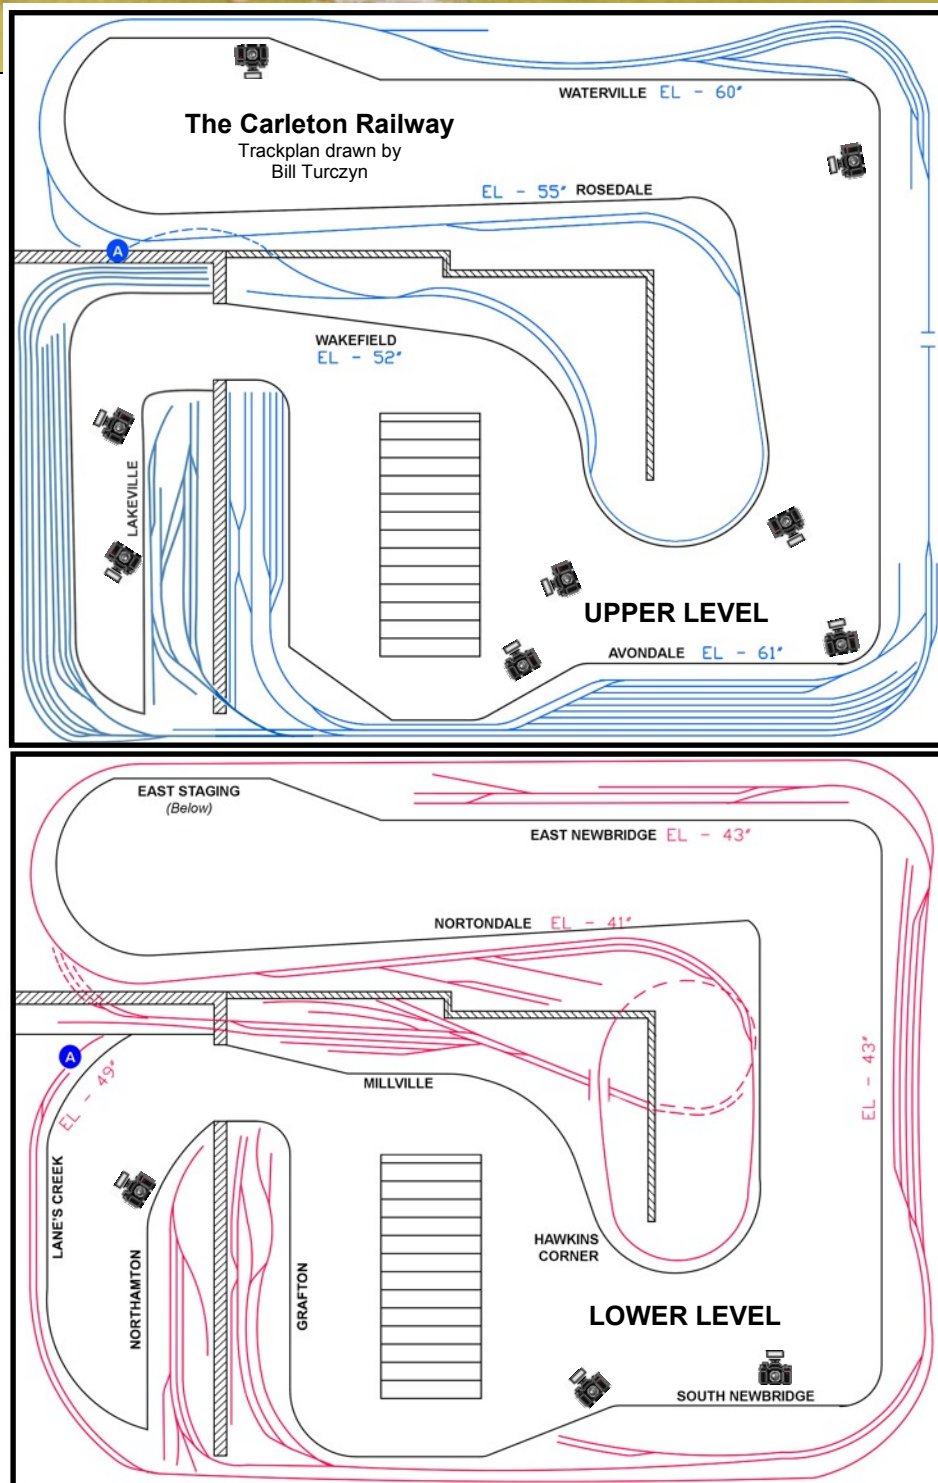 WATERVILLE EL - 60"
The Carleton Railway
Trackplan drawn by
Bill Turczyn
EL - 55" ROSEDALE
A
WAKEFIELD
EL - 52"
LAKEVILLE
UPPER LEVEL
AVONDALE EL - 61"
EAST STAGING
(Below)
EAST NEWBRIDGE EL - 43"
NORTONDALE EL - 41"
A
EL - 49"
MILLVILLE
EL - 43"
LANE'S CREEK
NORTHAMTON
GRAFTON
HAWKINS
CORNER
LOWER LEVEL
SOUTH NEWBRIDGE